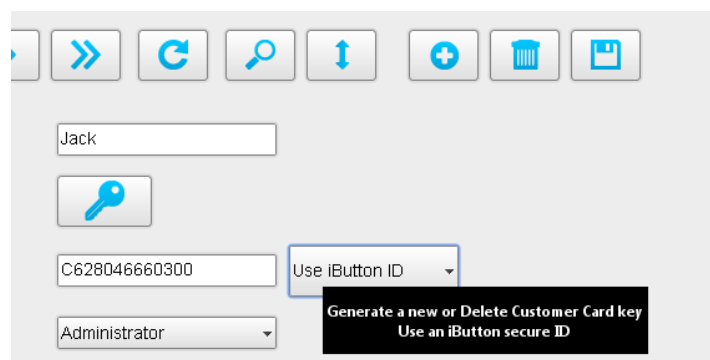 Jack
C628046660300
Use iButton ID
Generate a new or Delete Customer Card key
Use an iButton secure ID
Administrator